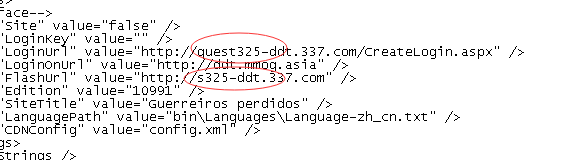 face-->
"Site" value="false" />
"LoginKey" value="" />
"LoginUrl" value="http://quest325-ddt.337.com/CreateLogin.aspx" />
"LoginOnUrl" value="http://ddt.mmog.asia" />
"FlashUrl" value="http://s325-ddt.337.com" />
"Edition" value="10991" />
"SiteTitle" value="Guerreiros perdidos" />
"LanguagePath" value="bin\Languages\Language-zh_cn.txt" />
"CDNConfig" value="config.xml" />
gs>
strings />